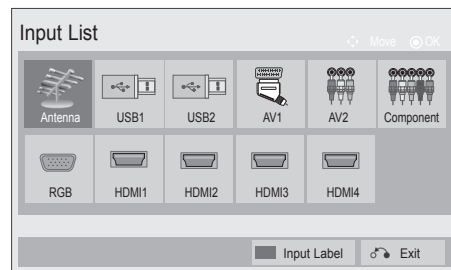 Input List
Move OK
Antenna USB1 USB2 AV1 AV2 Component
RGB HDMI1 HDMI2 HDMI3 HDMI4
Input Label Exit